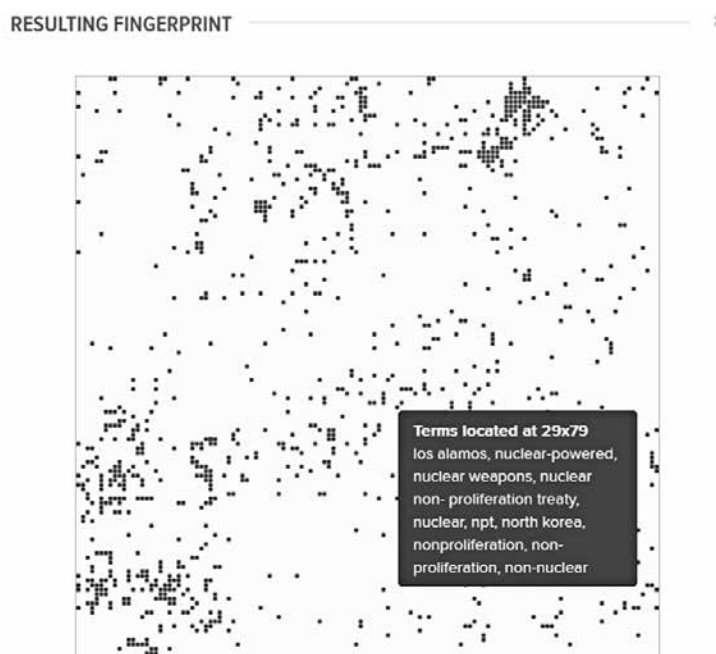 RESULTING FINGERPRINT
Terms located at 29x79
los alamos, nuclear-powered,
nuclear weapons, nuclear
non- proliferation treaty,
nuclear, npt, north korea,
nonproliferation, non-
proliferation, non-nuclear